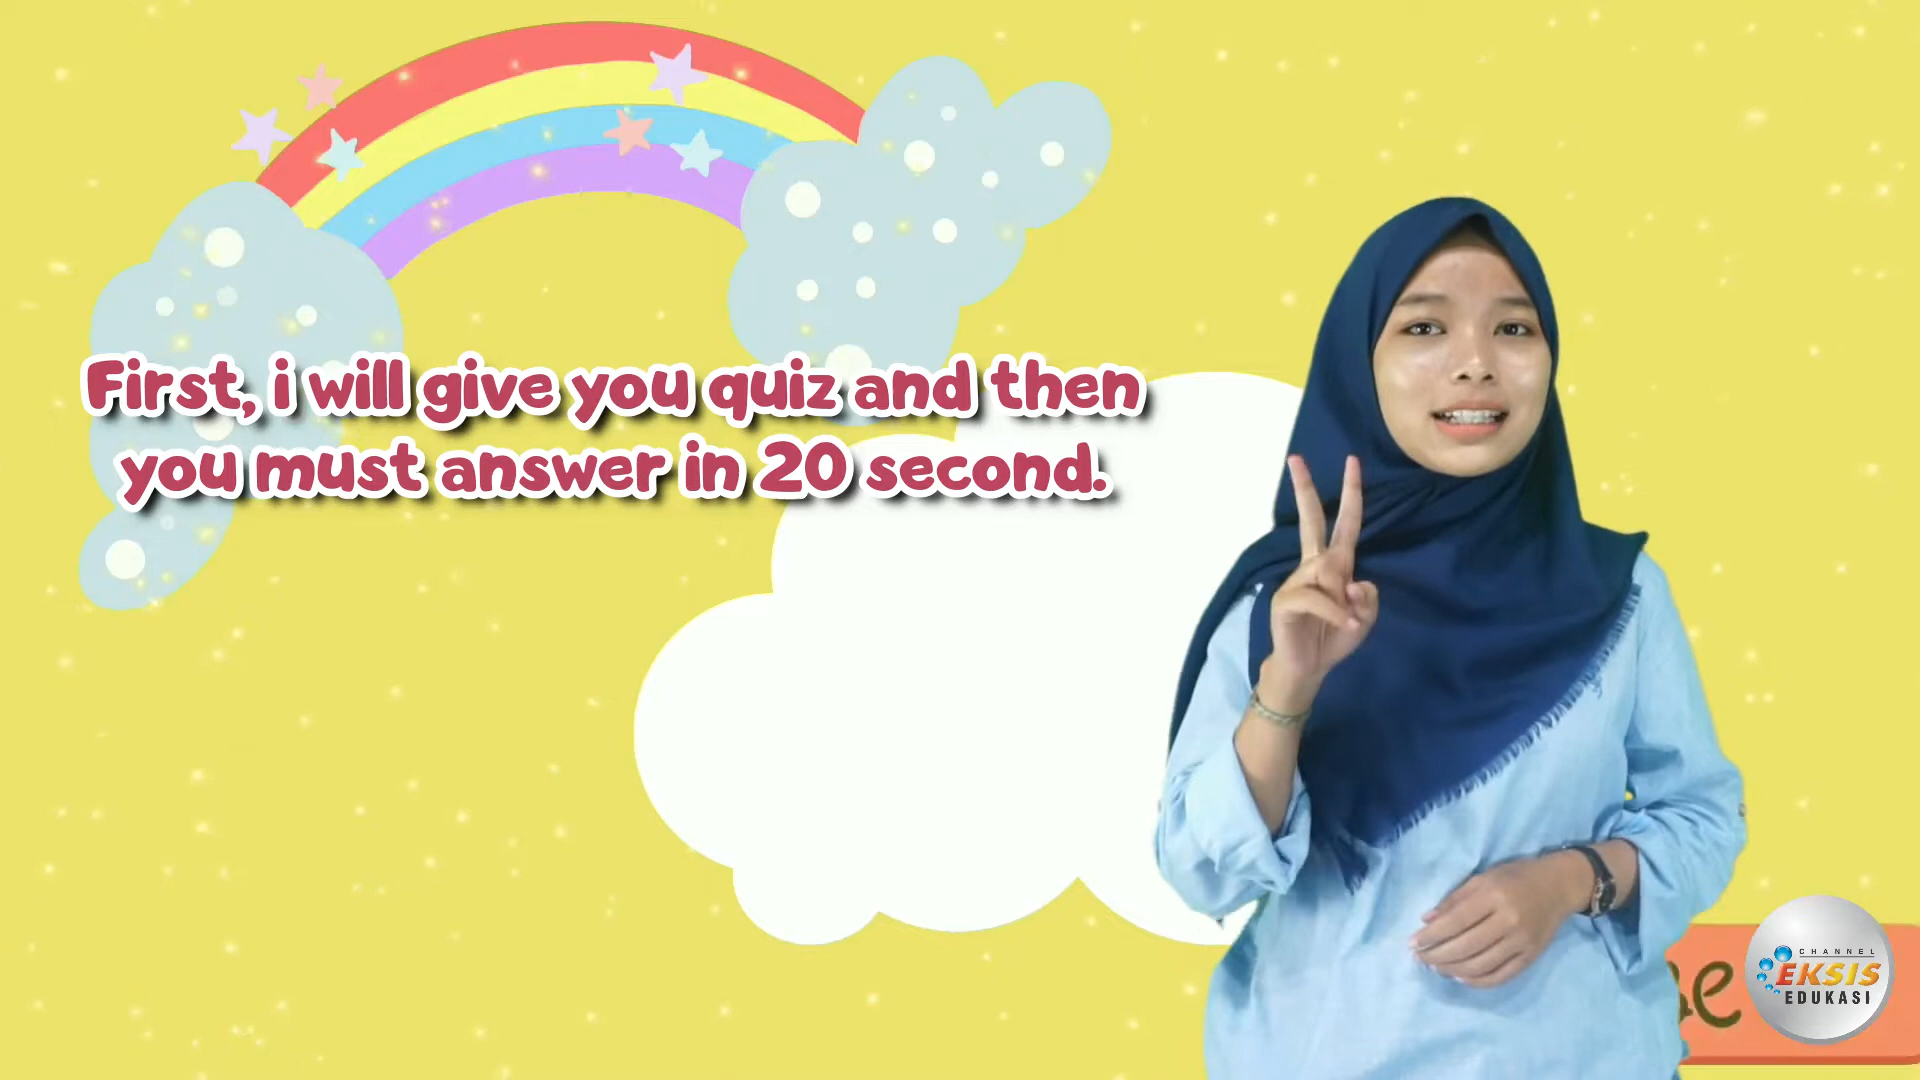 First, i will give you quiz and then
you must answer in 20 second.
CHANNEL
EKSIS
EDUKASI